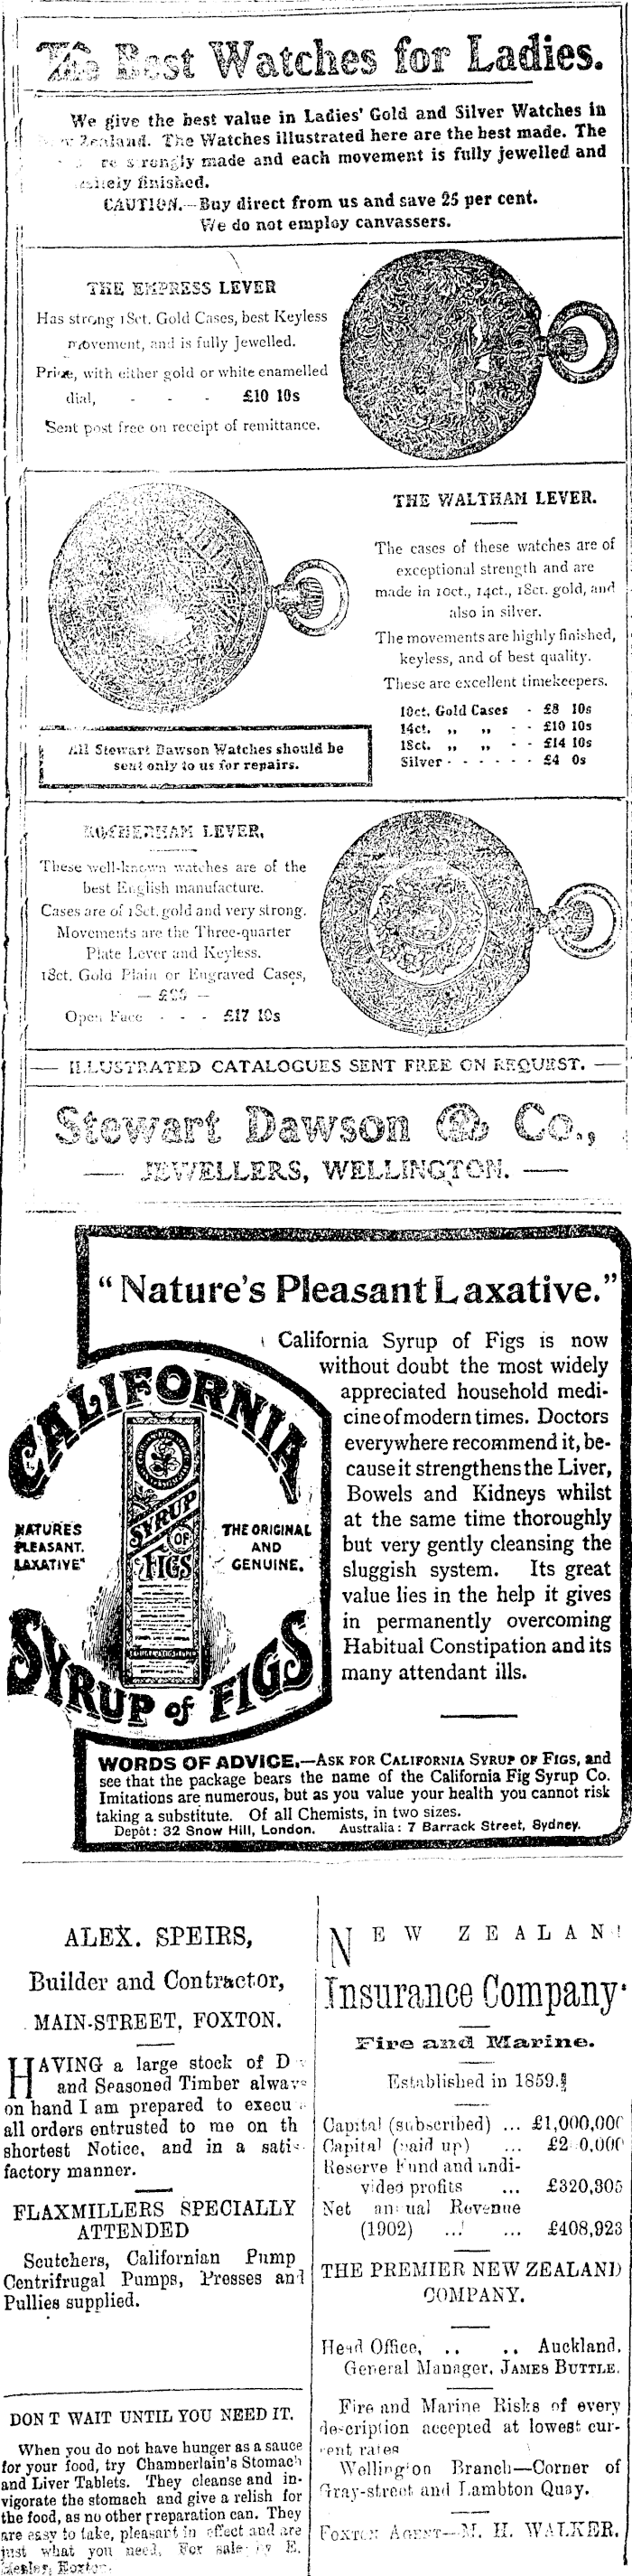 The Best Watches for Ladies.
We give the best value in Ladies' Gold and Silver Watches in
Zealand. The Watches illustrated here are the best made. The
strongly made and each movement is fully jewelled and
finished.
CAUTION.—Buy direct from us and save 25 per cent.
We do not employ canvassers.
THE EMPRESS LEVER
Has strong 18ct. Gold Cases, best Keyless
movement, and is fully Jewelled.
Price, with either gold or white enamelled
dial, - - - £10 10s
Sent post free on receipt of remittance.
THE WALTHAM LEVER.
The cases of these watches are of
exceptional strength and are
made in 10ct., 14ct., 18ct. gold, and
also in silver.
The movements are highly finished,
keyless, and of best quality.
These are excellent timekeepers.
10ct. Gold Cases - £8 10s
14ct. ,, ,, - - £10 10s
18ct. ,, ,, - - £14 10s
Silver - - - - - - £4 0s
All Stewart Dawson Watches should be
sent only to us for repairs.
ROTHERHAM LEVER,
These well-known watches are of the
best English manufacture.
Cases are of 18ct. gold and very strong.
Movements are the Three-quarter
Plate Lever and Keyless.
18ct. Gold Plain or Engraved Cases,
Open Face - - - £17 10s
— ILLUSTRATED CATALOGUES SENT FREE ON REQUEST. —
Stewart Dawson & Co.,
— JEWELLERS, WELLINGTON. —
"Nature's Pleasant Laxative."
California Syrup of Figs is now
without doubt the most widely
appreciated household medi-
cine of modern times. Doctors
everywhere recommend it, be-
cause it strengthens the Liver,
Bowels and Kidneys whilst
at the same time thoroughly
but very gently cleansing the
sluggish system. Its great
value lies in the help it gives
in permanently overcoming
Habitual Constipation and its
many attendant ills.
CALIFORNIA
NATURES
PLEASANT.
LAXATIVE"
SYRUP
OF
FIGS
THE ORIGINAL
AND
GENUINE.
SYRUP of FIGS
WORDS OF ADVICE.—ASK FOR CALIFORNIA SYRUP OF FIGS, and
see that the package bears the name of the California Fig Syrup Co.
Imitations are numerous, but as you value your health you cannot risk
taking a substitute. Of all Chemists, in two sizes.
Depôt: 32 Snow Hill, London. Australia: 7 Barrack Street, Sydney.
ALEX. SPEIRS,
Builder and Contractor,
MAIN-STREET, FOXTON.
HAVING a large stock of D
and Seasoned Timber always
on hand I am prepared to execu
all orders entrusted to me on th
shortest Notice, and in a satis-
factory manner.
FLAXMILLERS SPECIALLY
ATTENDED
Scutchers, Californian Pump
Centrifrugal Pumps, Presses and
Pullies supplied.
DON T WAIT UNTIL YOU NEED IT.
When you do not have hunger as a sauce
for your food, try Chamberlain's Stomach
and Liver Tablets. They cleanse and in-
vigorate the stomach and give a relish for
the food, as no other preparation can. They
are easy to take, pleasant in effect and are
just what you need. For sale by E.
Foxton.
NEW ZEALAN
Insurance Company.
Fire and Marine.
Established in 1859.
Capital (subscribed) ... £1,000,000
Capital (paid up) ...
Reserve Fund and undi-
vided profits ... £320,305
Net annual Revenue
(1902) ... ... £408,923
THE PREMIER NEW ZEALAND
COMPANY.
Head Office, .. .. Auckland.
General Manager, JAMES BUTTLE.
Fire and Marine Risks of every
description accepted at lowest cur-
rent rates
Wellington Branch—Corner of
Gray-street and Lambton Quay.
FOXTON AGENT—M. H. WALKER.